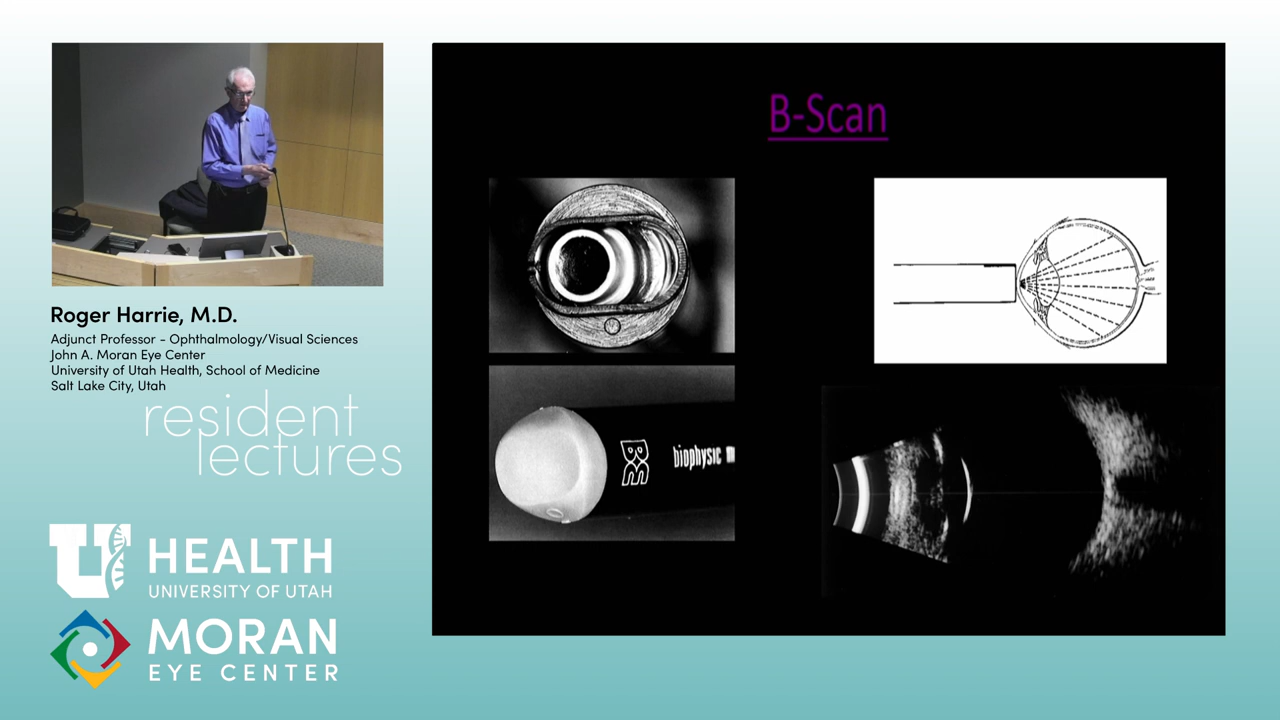 B-Scan
biophysic m
Roger Harrie, M.D.
Adjunct Professor - Ophthalmology/Visual Sciences
John A. Moran Eye Center
University of Utah Health, School of Medicine
Salt Lake City, Utah
resident
lectures
U HEALTH
UNIVERSITY OF UTAH
MORAN
EYE CENTER